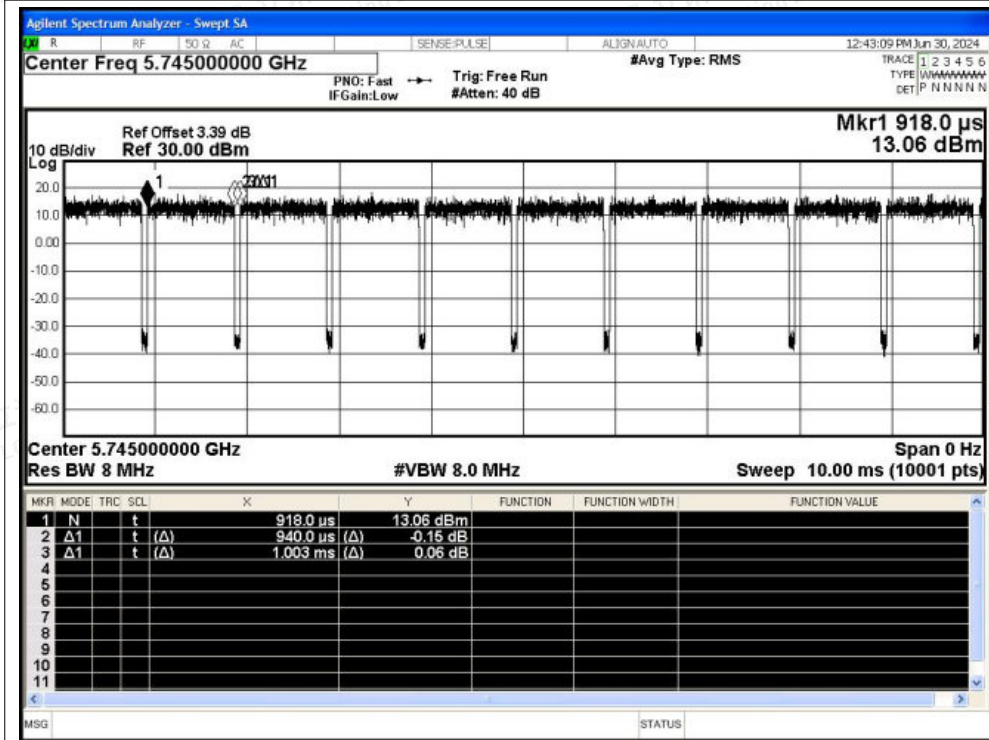 Agilent Spectrum Analyzer - Swept SA
LXI R RF 50 Ω AC SENSE:PULSE ALIGNAUTO 12:43:09 PM Jun 30, 2024
Center Freq 5.745000000 GHz #Avg Type: RMS TRACE 1 2 3 4 5 6
PNO: Fast Trig: Free Run TYPE WWWWWW
IFGain:Low #Atten: 40 dB DET P N N N N N
Mkr1 918.0 µs
Ref Offset 3.39 dB
10 dB/div Ref 30.00 dBm 13.06 dBm
Log
1
20.0
10.0
0.00
-10.0
-20.0
-30.0
-40.0
-50.0
-60.0
Center 5.745000000 GHz Span 0 Hz
Res BW 8 MHz #VBW 8.0 MHz Sweep 10.00 ms (10001 pts)
MKR MODE TRC SCL X Y FUNCTION FUNCTION WIDTH FUNCTION VALUE
1 N t 918.0 µs 13.06 dBm
2 Δ1 t (Δ) 940.0 µs (Δ) -0.15 dB
3 Δ1 t (Δ) 1.003 ms (Δ) 0.06 dB
4
5
6
7
8
9
10
11
MSG STATUS